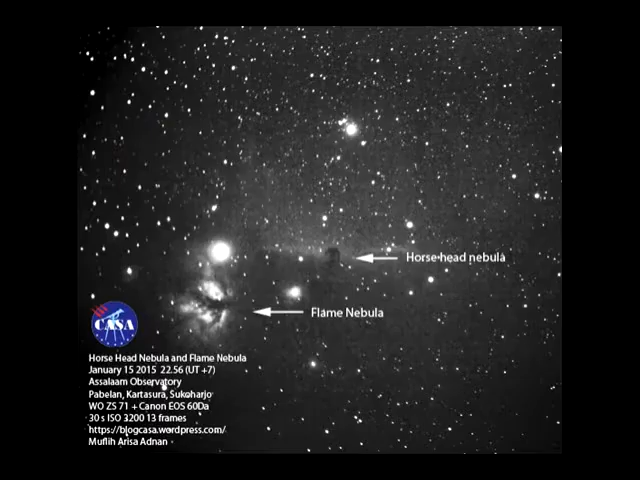 Horse head nebula
Flame Nebula
CASA
Horse Head Nebula and Flame Nebula
January 15 2015 22.56 (UT +7)
Assalaam Observatory
Pabelan, Kartasura, Sukoharjo
WO ZS 71 + Canon EOS 60Da
30 s ISO 3200 13 frames
https://blogcasa.wordpress.com/
Muflih Arisa Adnan